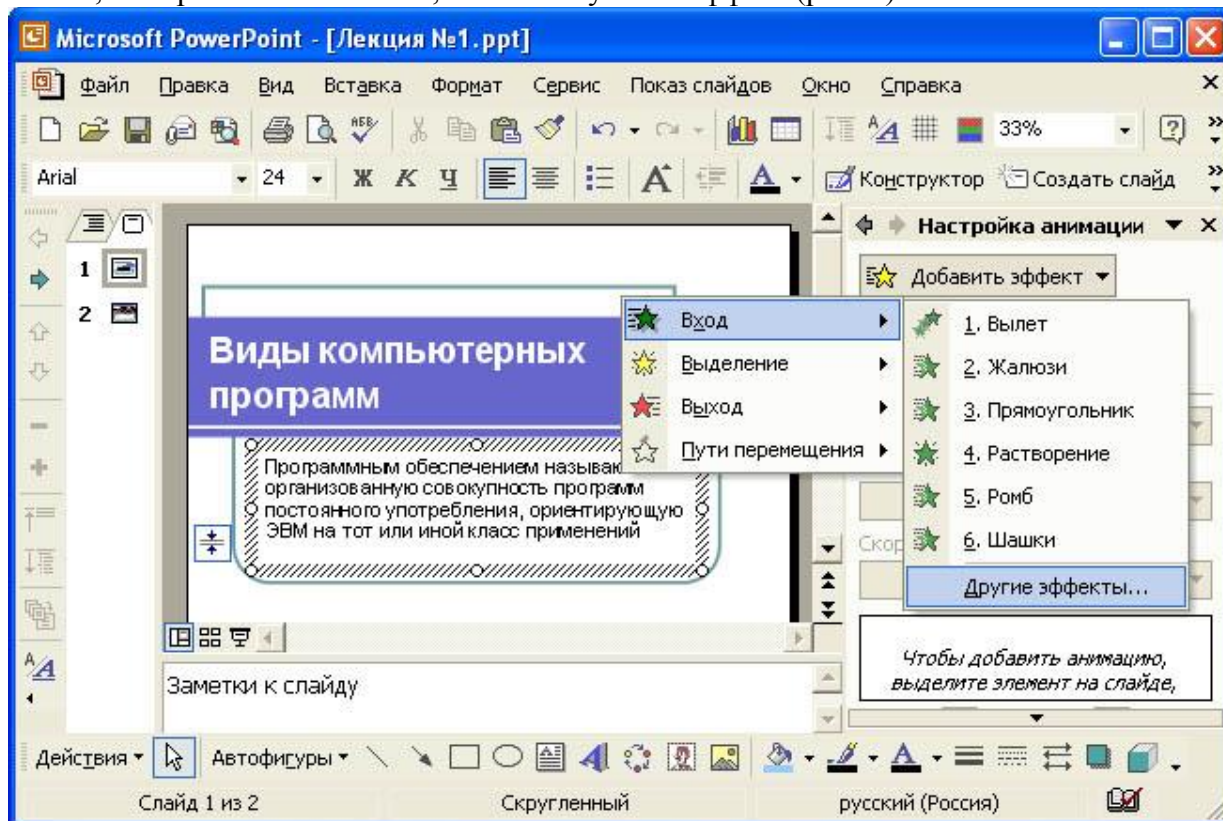 Microsoft PowerPoint - [Лекция №1.ppt]
Файл Правка Вид Вставка Формат Сервис Показ слайдов Окно Справка
33%
Arial 24 Ж К Ч Конструктор Создать слайд
Настройка анимации
Добавить эффект
1
2
Вход
Выделение
Выход
Пути перемещения
1. Вылет
2. Жалюзи
3. Прямоугольник
4. Растворение
5. Ромб
6. Шашки
Другие эффекты...
Виды компьютерных
программ
Программным обеспечением
организованную совокупность программ
постоянного употребления, ориентирующую
ЭВМ на тот или иной класс применений
Чтобы добавить анимацию,
выделите элемент на слайде,
Заметки к слайду
Действия Автофигуры
Слайд 1 из 2 Скругленный русский (Россия)